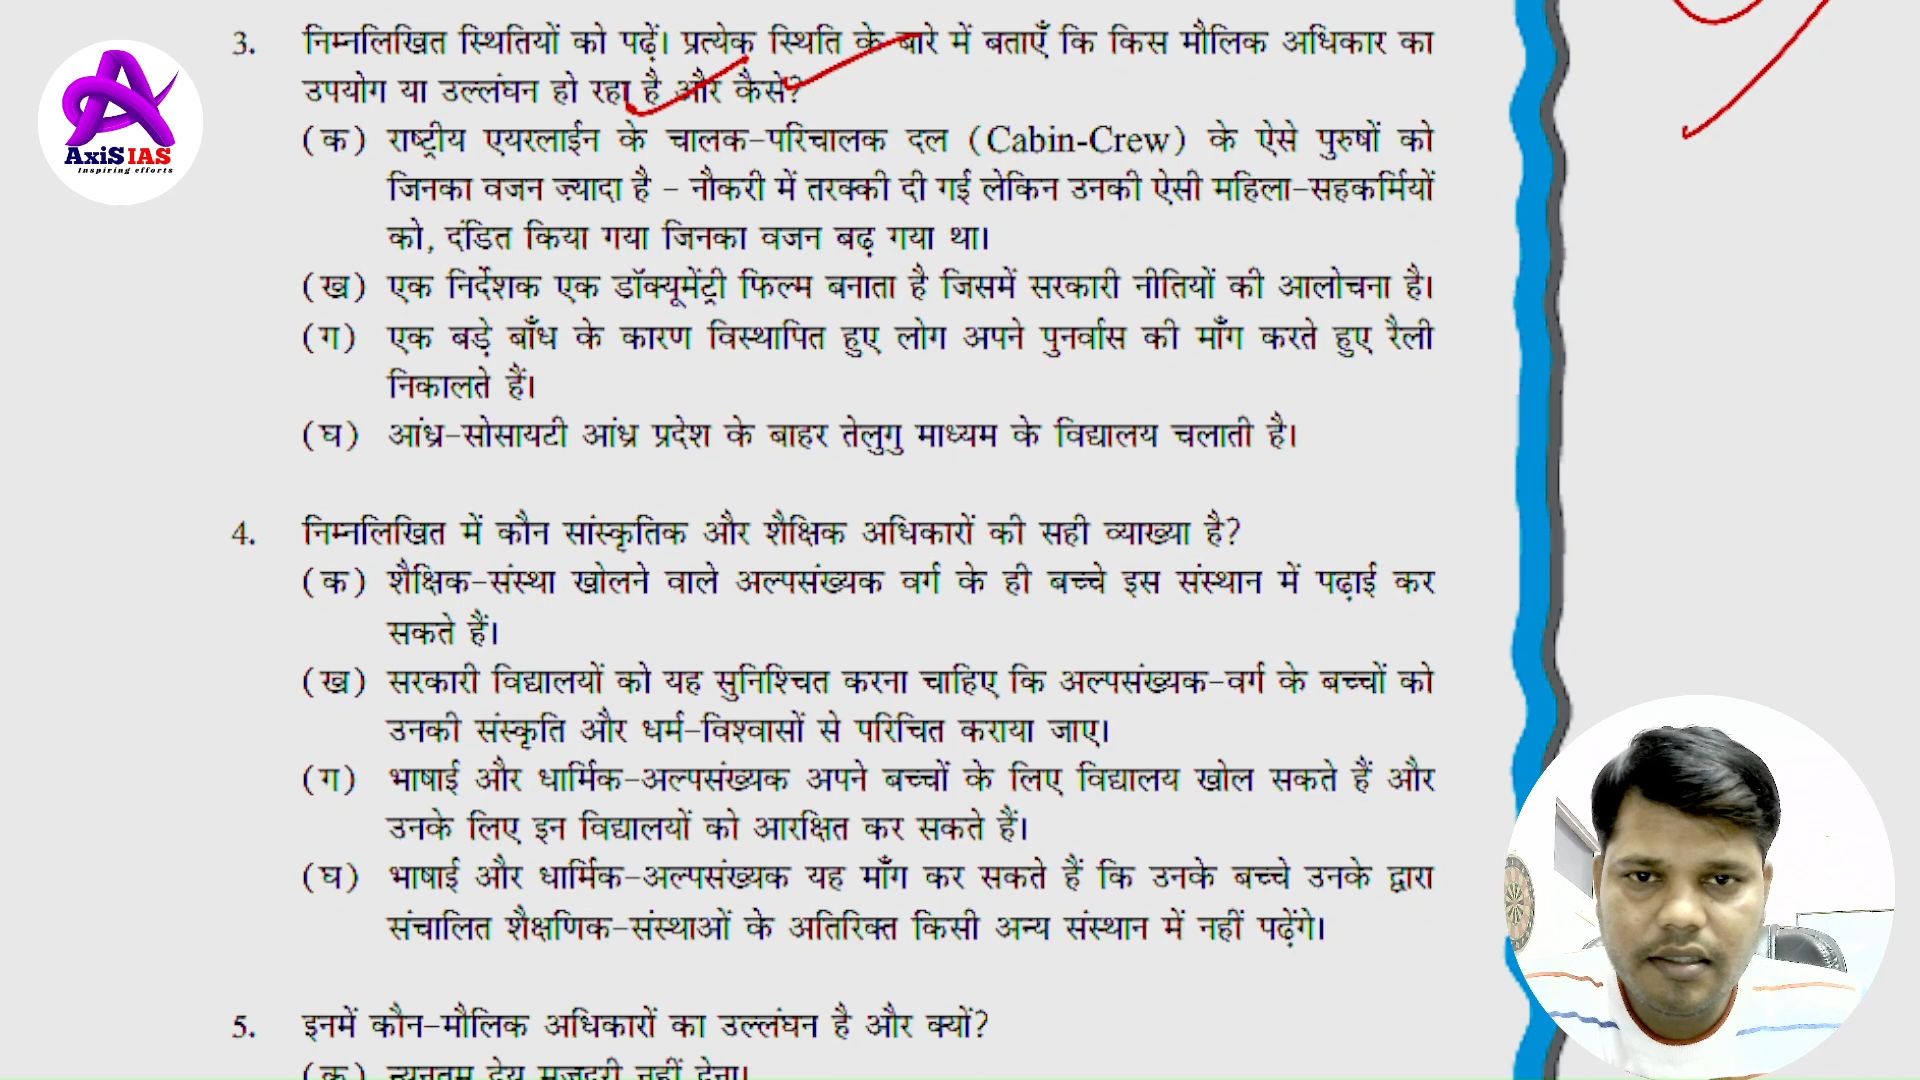 3. निम्नलिखित स्थितियों को पढ़ें। प्रत्येक स्थिति के बारे में बताएँ कि किस मौलिक अधिकार का
उपयोग या उल्लंघन हो रहा है और कैसे?
(क) राष्ट्रीय एयरलाईन के चालक-परिचालक दल (Cabin-Crew) के ऐसे पुरुषों को
जिनका वजन ज़्यादा है – नौकरी में तरक्की दी गई लेकिन उनकी ऐसी महिला-सहकर्मियों
को, दंडित किया गया जिनका वजन बढ़ गया था।
(ख) एक निर्देशक एक डॉक्यूमेंट्री फिल्म बनाता है जिसमें सरकारी नीतियों की आलोचना है।
(ग) एक बड़े बाँध के कारण विस्थापित हुए लोग अपने पुनर्वास की माँग करते हुए रैली
निकालते हैं।
(घ) आंध्र-सोसायटी आंध्र प्रदेश के बाहर तेलुगु माध्यम के विद्यालय चलाती है।
4. निम्नलिखित में कौन सांस्कृतिक और शैक्षिक अधिकारों की सही व्याख्या है?
(क) शैक्षिक-संस्था खोलने वाले अल्पसंख्यक वर्ग के ही बच्चे इस संस्थान में पढ़ाई कर
सकते हैं।
(ख) सरकारी विद्यालयों को यह सुनिश्चित करना चाहिए कि अल्पसंख्यक-वर्ग के बच्चों को
उनकी संस्कृति और धर्म-विश्वासों से परिचित कराया जाए।
(ग) भाषाई और धार्मिक-अल्पसंख्यक अपने बच्चों के लिए विद्यालय खोल सकते हैं और
उनके लिए इन विद्यालयों को आरक्षित कर सकते हैं।
(घ) भाषाई और धार्मिक-अल्पसंख्यक यह माँग कर सकते हैं कि उनके बच्चे उनके द्वारा
संचालित शैक्षणिक-संस्थाओं के अतिरिक्त किसी अन्य संस्थान में नहीं पढ़ेंगे।
5. इनमें कौन-मौलिक अधिकारों का उल्लंघन है और क्यों?
(क) न्यूनतम देय मजदूरी नहीं देना।
AxiS IAS
Inspiring efforts